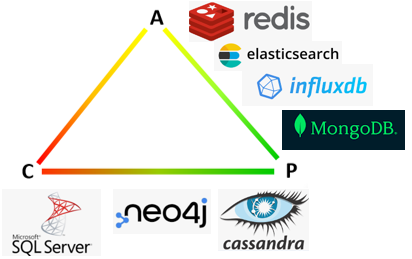 A
redis
elasticsearch
influxdb
MongoDB.
C
P
Microsoft
SQL Server
neo4j
cassandra